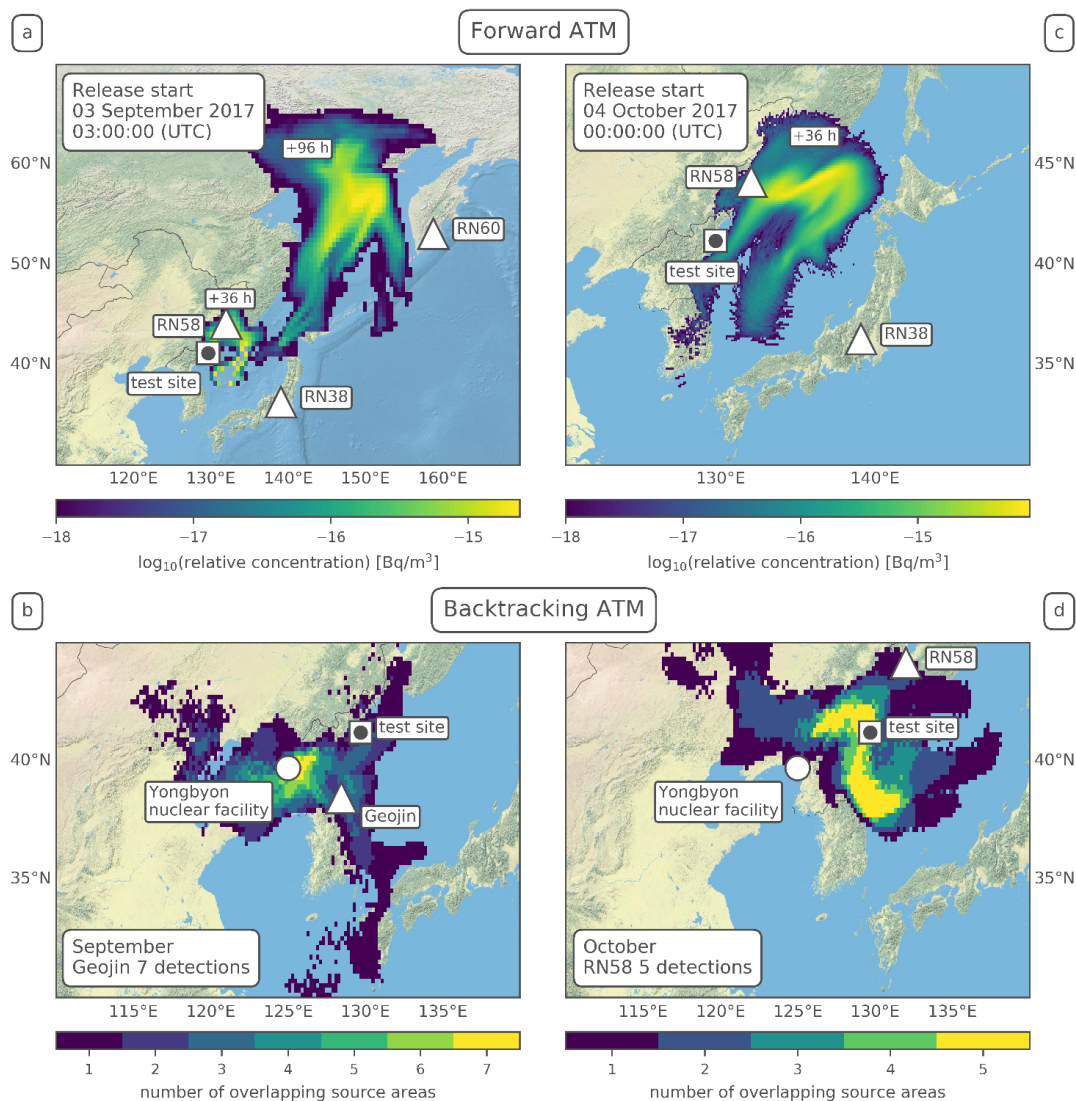 a
Forward ATM
c
Release start
03 September 2017
03:00:00 (UTC)
+96 h
RN60
+36 h
RN58
test site
RN38
60°N
50°N
40°N
120°E 130°E 140°E 150°E 160°E
−18 −17 −16 −15
log₁₀(relative concentration) [Bq/m³]
Release start
04 October 2017
00:00:00 (UTC)
+36 h
RN58
test site
RN38
45°N
40°N
35°N
130°E 140°E
−18 −17 −16 −15
log₁₀(relative concentration) [Bq/m³]
b
Backtracking ATM
d
test site
Yongbyon
nuclear facility
Geojin
September
Geojin 7 detections
40°N
35°N
115°E 120°E 125°E 130°E 135°E
1 2 3 4 5 6 7
number of overlapping source areas
RN58
test site
Yongbyon
nuclear facility
October
RN58 5 detections
40°N
35°N
115°E 120°E 125°E 130°E 135°E
1 2 3 4 5
number of overlapping source areas